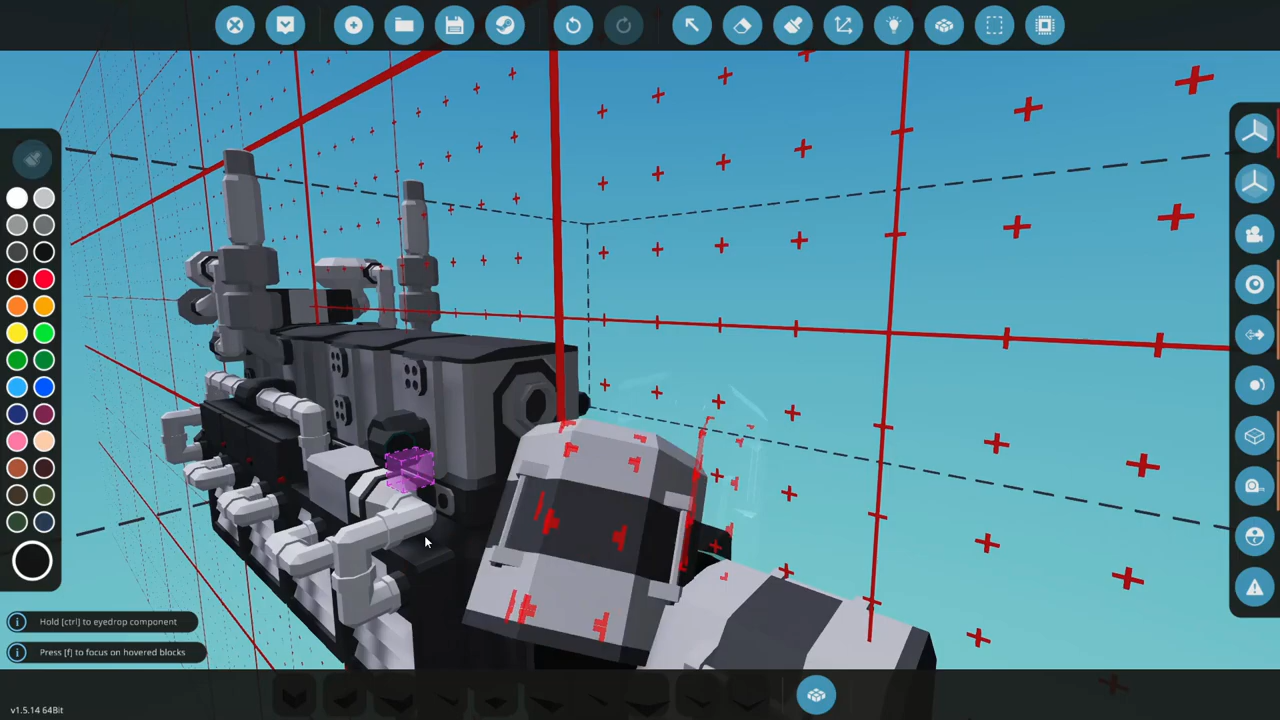 Hold [ctrl] to eyedrop component
Press [f] to focus on hovered blocks
v1.5.14 64Bit